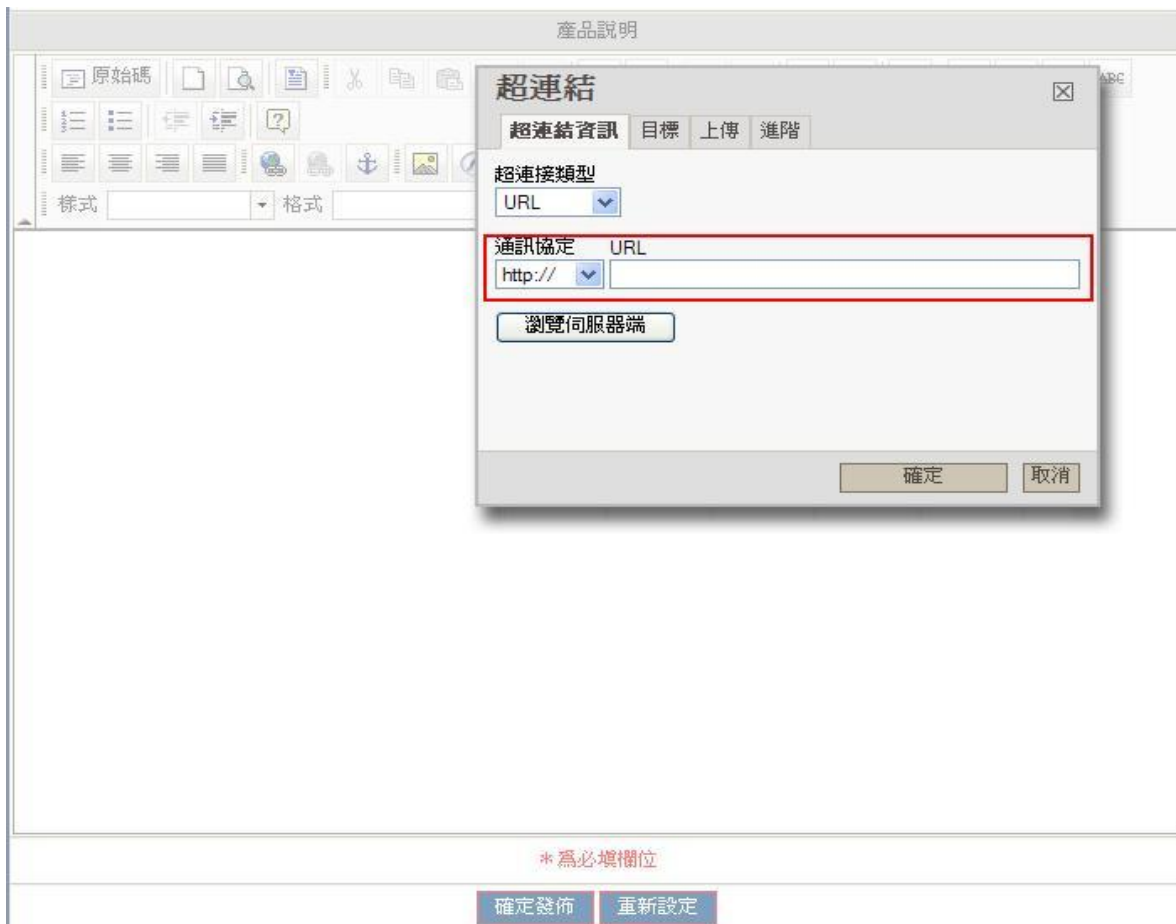 產品說明
原始碼
ABC
樣式
格式
超連結
超連結資訊 目標 上傳 進階
超連接類型
URL
通訊協定 URL
http://
瀏覽伺服器端
確定 取消
*為必填欄位
確定發佈 重新設定